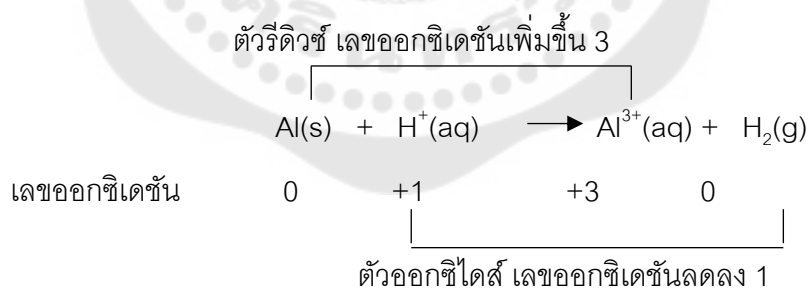 ตัวรีดิวซ์ เลขออกซิเดชันเพิ่มขึ้น 3
Al(s) + H⁺(aq) ⟶ Al³⁺(aq) + H₂(g)
เลขออกซิเดชัน 0 +1 +3 0
ตัวออกซิไดส์ เลขออกซิเดชันลดลง 1